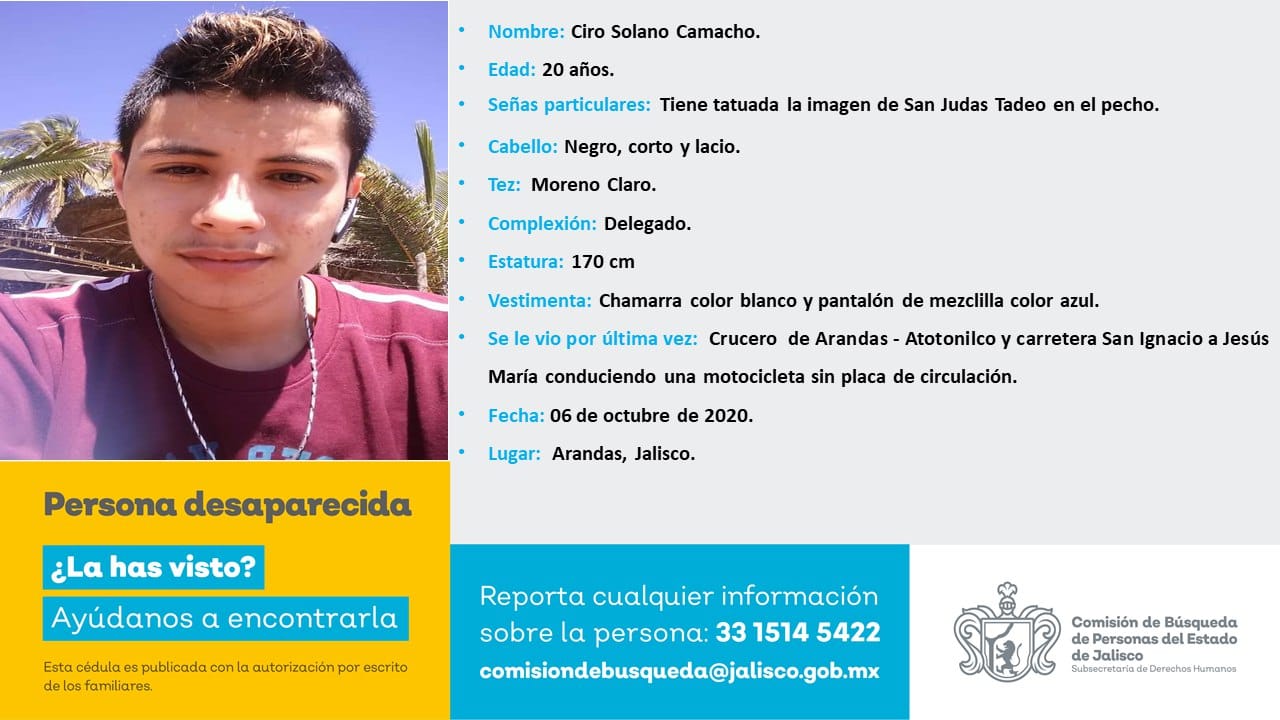 Nombre: Ciro Solano Camacho.
Edad: 20 años.
Señas particulares: Tiene tatuada la imagen de San Judas Tadeo en el pecho.
Cabello: Negro, corto y lacio.
Tez: Moreno Claro.
Complexión: Delegado.
Estatura: 170 cm
Vestimenta: Chamarra color blanco y pantalón de mezclilla color azul.
Se le vio por última vez: Crucero de Arandas - Atotonilco y carretera San Ignacio a Jesús
María conduciendo una motocicleta sin placa de circulación.
Fecha: 06 de octubre de 2020.
Lugar: Arandas, Jalisco.
Persona desaparecida
¿La has visto?
Ayúdanos a encontrarla
Esta cédula es publicada con la autorización por escrito
de los familiares.
Reporta cualquier información
sobre la persona: 33 1514 5422
comisiondebusqueda@jalisco.gob.mx
Comisión de Búsqueda
de Personas del Estado
de Jalisco
Subsecretaría de Derechos Humanos